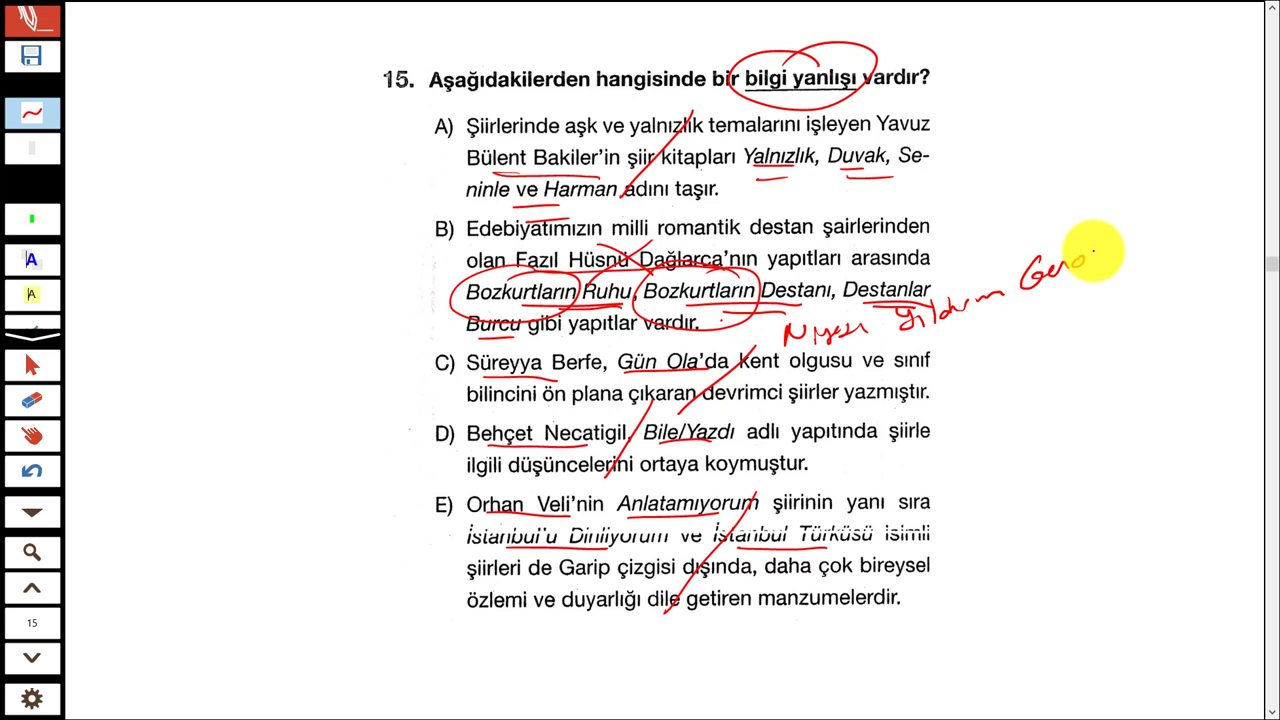 15. Aşağıdakilerden hangisinde bir bilgi yanlışı vardır?
A) Şiirlerinde aşk ve yalnızlık temalarını işleyen Yavuz
Bülent Bakiler'in şiir kitapları Yalnızlık, Duvak, Se-
ninle ve Harman adını taşır.
B) Edebiyatımızın milli romantik destan şairlerinden
olan Fazıl Hüsnü Dağlarca'nın yapıtları arasında
Bozkurtların Ruhu, Bozkurtların Destanı, Destanlar
Burcu gibi yapıtlar vardır.
Niyazi Yıldırım Genç
C) Süreyya Berfe, Gün Ola'da kent olgusu ve sınıf
bilincini ön plana çıkaran devrimci şiirler yazmıştır.
D) Behçet Necatigil, Bile/Yazdı adlı yapıtında şiirle
ilgili düşüncelerini ortaya koymuştur.
E) Orhan Veli'nin Anlatamıyorum şiirinin yanı sıra
İstanbul'u Dinliyorum ve İstanbul Türküsü isimli
şiirleri de Garip çizgisi dışında, daha çok bireysel
özlemi ve duyarlığı dile getiren manzumelerdir.
A
A
15